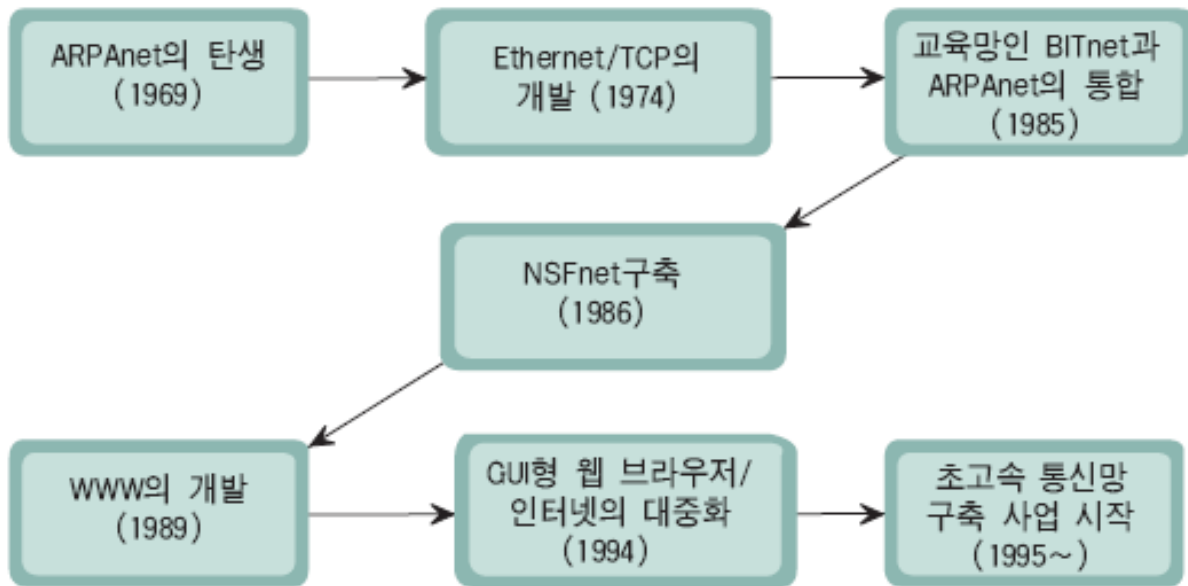 ARPAnet의 탄생
(1969)
Ethernet/TCP의
개발 (1974)
교육망인 BITnet과
ARPAnet의 통합
(1985)
NSFnet구축
(1986)
WWW의 개발
(1989)
GUI형 웹 브라우저/
인터넷의 대중화
(1994)
초고속 통신망
구축 사업 시작
(1995~)